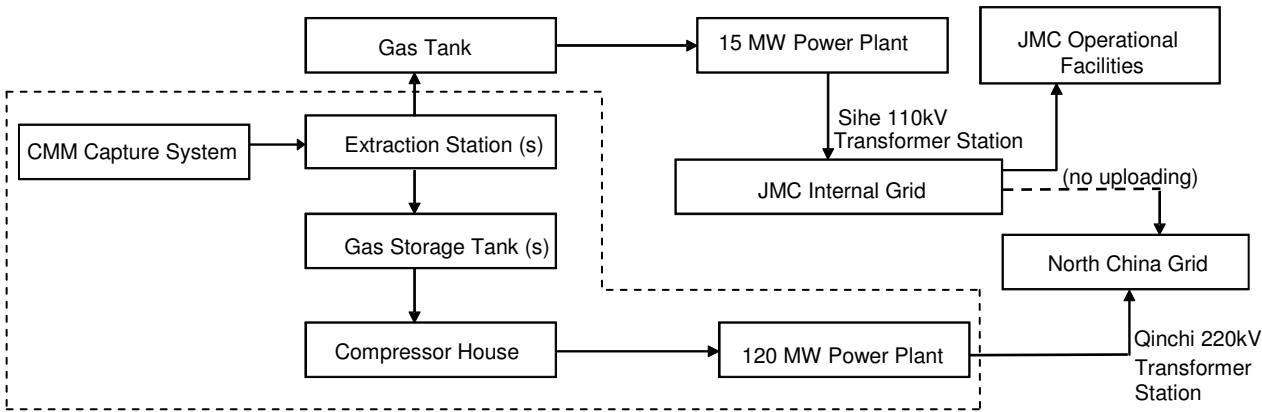 Gas Tank
15 MW Power Plant
JMC Operational
Facilities
CMM Capture System
Extraction Station (s)
Sihe 110kV
Transformer Station
(no uploading)
JMC Internal Grid
Gas Storage Tank (s)
North China Grid
Compressor House
120 MW Power Plant
Qinchi 220kV
Transformer
Station